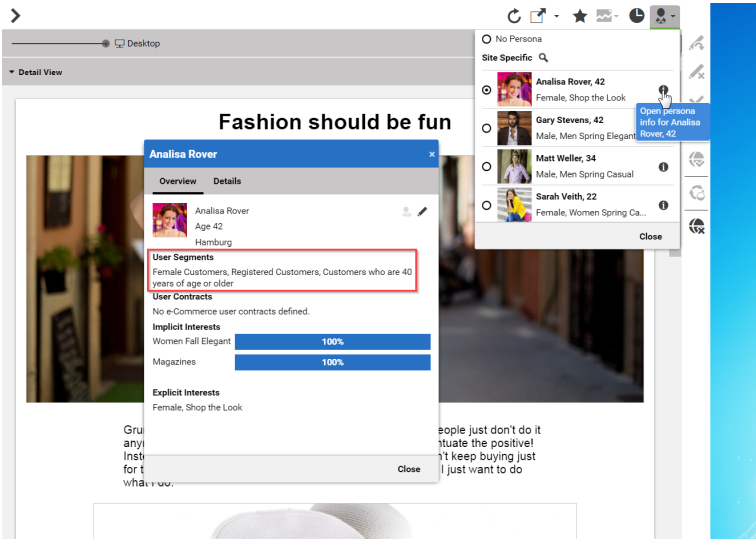 Desktop
Detail View
Fashion should be fun
No Persona
Site Specific
Analisa Rover, 42
Female, Shop the Look
Gary Stevens, 42
Male, Men Spring Elegant
Matt Weller, 34
Male, Men Spring Casual
Sarah Veith, 22
Female, Women Spring Ca...
Close
Open persona
info for Analisa
Rover, 42
Analisa Rover
Overview Details
Analisa Rover
Age 42
Hamburg
User Segments
Female Customers, Registered Customers, Customers who are 40
years of age or older
User Contracts
No e-Commerce user contracts defined.
Implicit Interests
Women Fall Elegant 100%
Magazines 100%
Explicit Interests
Female, Shop the Look
Close
eople just don't do it
the positive!
keep buying just
for I just want to do
what I do.